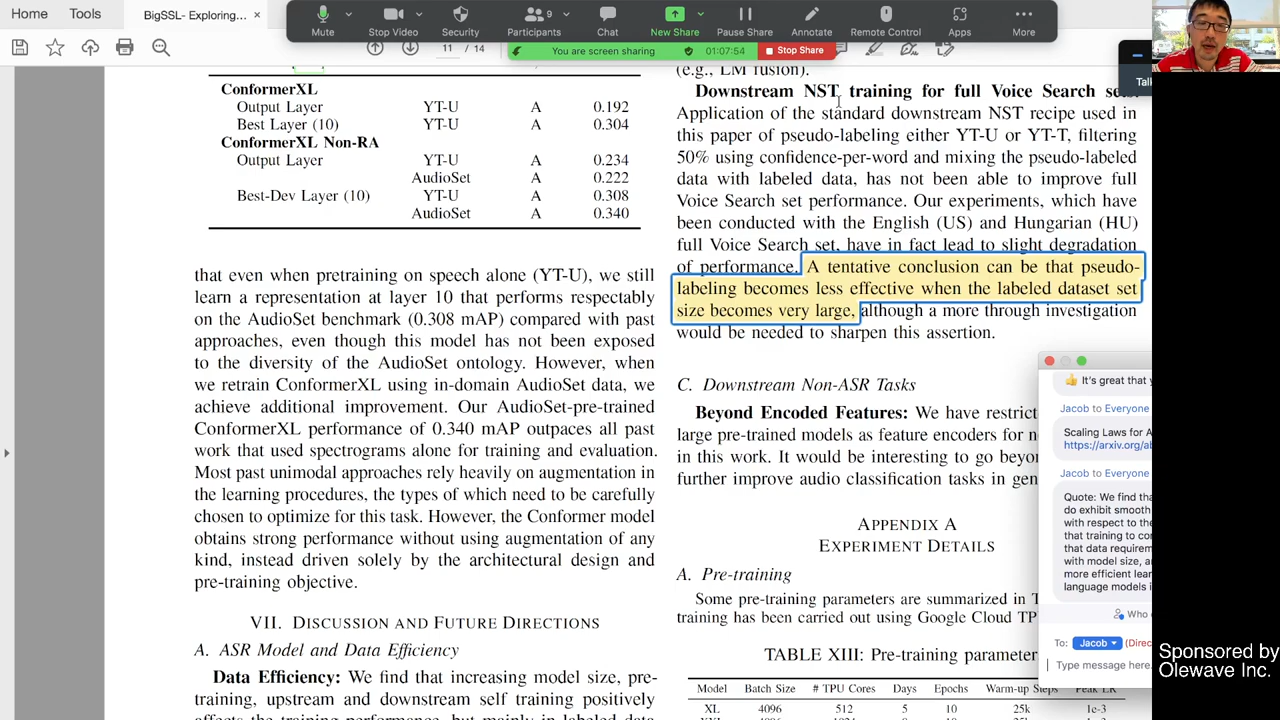 Home
Tools
BigSSL- Exploring...
×
Mute
Stop Video
Security
9
Participants
Chat
New Share
Pause Share
Annotate
Remote Control
Apps
More
11 / 14
You are screen sharing
01:07:54
Stop Share
Talk
ConformerXL
Output Layer YT-U A 0.192
Best Layer (10) YT-U A 0.304
ConformerXL Non-RA
Output Layer YT-U A 0.234
AudioSet A 0.222
Best-Dev Layer (10) YT-U A 0.308
AudioSet A 0.340
that even when pretraining on speech alone (YT-U), we still
learn a representation at layer 10 that performs respectably
on the AudioSet benchmark (0.308 mAP) compared with past
approaches, even though this model has not been exposed
to the diversity of the AudioSet ontology. However, when
we retrain ConformerXL using in-domain AudioSet data, we
achieve additional improvement. Our AudioSet-pre-trained
ConformerXL performance of 0.340 mAP outpaces all past
work that used spectrograms alone for training and evaluation.
Most past unimodal approaches rely heavily on augmentation in
the learning procedures, the types of which need to be carefully
chosen to optimize for this task. However, the Conformer model
obtains strong performance without using augmentation of any
kind, instead driven solely by the architectural design and
pre-training objective.
VII. DISCUSSION AND FUTURE DIRECTIONS
A. ASR Model and Data Efficiency
Data Efficiency: We find that increasing model size, pre-
training, upstream and downstream self training positively
affects the training performance, but mainly in labeled data
(e.g., LM fusion).
Downstream NST training for full Voice Search sets:
Application of the standard downstream NST recipe used in
this paper of pseudo-labeling either YT-U or YT-T, filtering
50% using confidence-per-word and mixing the pseudo-labeled
data with labeled data, has not been able to improve full
Voice Search set performance. Our experiments, which have
been conducted with the English (US) and Hungarian (HU)
full Voice Search set, have in fact lead to slight degradation
of performance. A tentative conclusion can be that pseudo-
labeling becomes less effective when the labeled dataset set
size becomes very large, although a more through investigation
would be needed to sharpen this assertion.
C. Downstream Non-ASR Tasks
Beyond Encoded Features: We have restrict
large pre-trained models as feature encoders for n
in this work. It would be interesting to go beyon
further improve audio classification tasks in gen
APPENDIX A
EXPERIMENT DETAILS
A. Pre-training
Some pre-training parameters are summarized in T
training has been carried out using Google Cloud TP
TABLE XIII: Pre-training parameter
Model Batch Size # TPU Cores Days Epochs Warm-up Steps Peak LR
XL 4096 512 5 10 25k 1e-3
25k 1e-3
👍 It's great that y
Jacob to Everyone
Scaling Laws for A
https://arxiv.org/ab
Jacob to Everyone
Quote: We find tha
do exhibit smooth
with respect to the
that training to co
that data requirem
with model size, a
more efficient lear
language models i
Who
To: Jacob (Direc
Type message here.
Sponsored by
Olewave Inc.